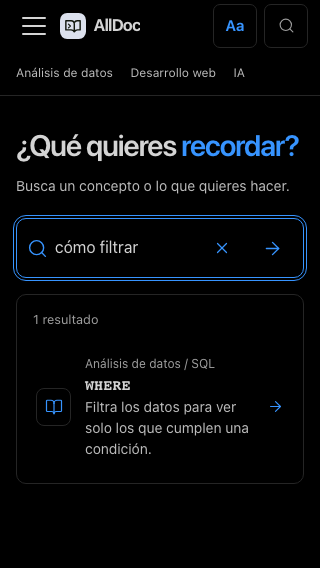 AllDoc
Aa
Análisis de datos Desarrollo web IA
¿Qué quieres recordar?
Busca un concepto o lo que quieres hacer.
cómo filtrar
1 resultado
Análisis de datos / SQL
WHERE
Filtra los datos para ver
solo los que cumplen una
condición.